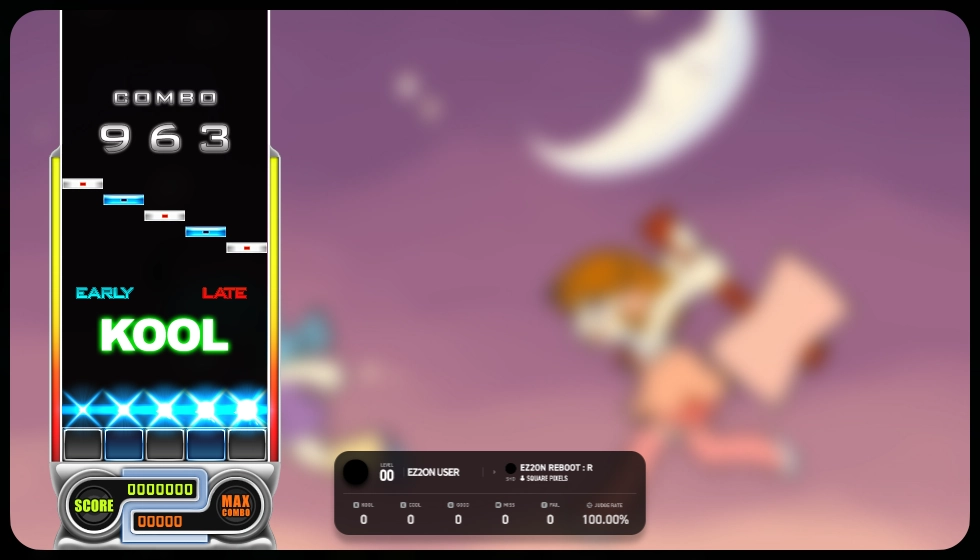 COMBO
963
EARLY LATE
KOOL
SCORE 0000000
00000 MAX COMBO
LEVEL
00 EZ2ON USER
EZ2ON REBOOT : R
SQUARE PIXELS
KOOL COOL GOOD MISS FAIL JUDGE RATE
0 0 0 0 0 100.00%